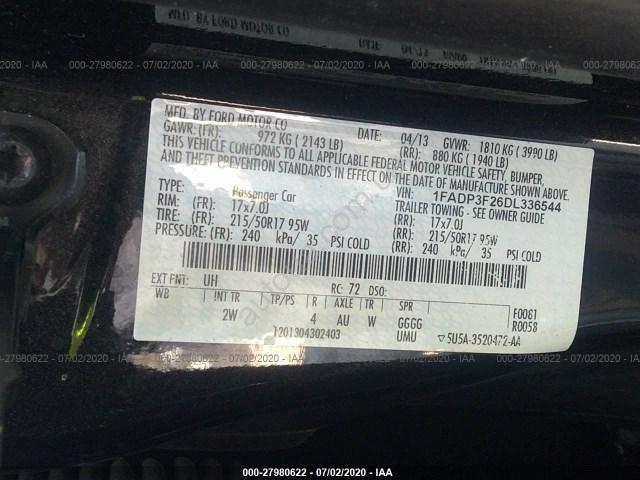 MFD. BY FORD MOTOR CO
000-27980622 - 07/02/2020 - IAA 000-27980622 - 07/02/2020 - IAA 000-27980622 - 07/02/2020 - IAA
MFD. BY FORD MOTOR CO. DATE: 04/13 GVWR: 1810 KG ( 3990 LB)
GAWR: (FR): 972 KG ( 2143 LB) (RR): 880 KG ( 1940 LB)
THIS VEHICLE CONFORMS TO ALL APPLICABLE FEDERAL MOTOR VEHICLE SAFETY, BUMPER,
AND THEFT PREVENTION STANDARDS IN EFFECT ON THE DATE OF MANUFACTURE SHOWN ABOVE.
VIN: 1FADP3F26DL336544
TYPE: Passenger Car TRAILER TOWING - SEE OWNER GUIDE
RIM: (FR): 17x7.0J (RR): 17x7.0J
TIRE: (FR): 215/50R17 95W (RR): 215/50R17 95W
PRESSURE: (FR): 240 kPa/ 35 PSI COLD (RR): 240 kPa/ 35 PSI COLD
EXT PNT: UH RC: 72 DSO: F0061
WB INT TR TP/PS R AXLE TR SPR R0058
2W 4 AU W GGGG
1201304302403 UMU ▽5U5A-3520472-AA
000-27980622 - 07/02/2020 - IAA 000-27980622 - 07/02/2020 - IAA 000-27980622 - 07/02/2020 - IAA
000-27980622 - 07/02/2020 - IAA